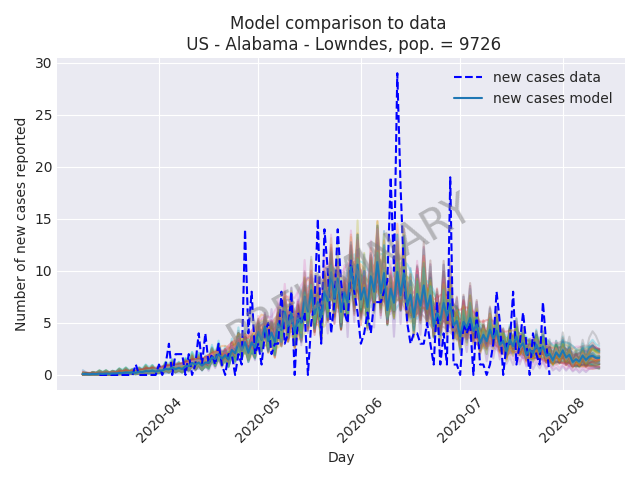 Model comparison to data
US - Alabama - Lowndes, pop. = 9726
Number of new cases reported
30
25
20
15
10
5
0
new cases data
new cases model
PRELIMINARY
2020-04
2020-05
2020-06
2020-07
2020-08
Day